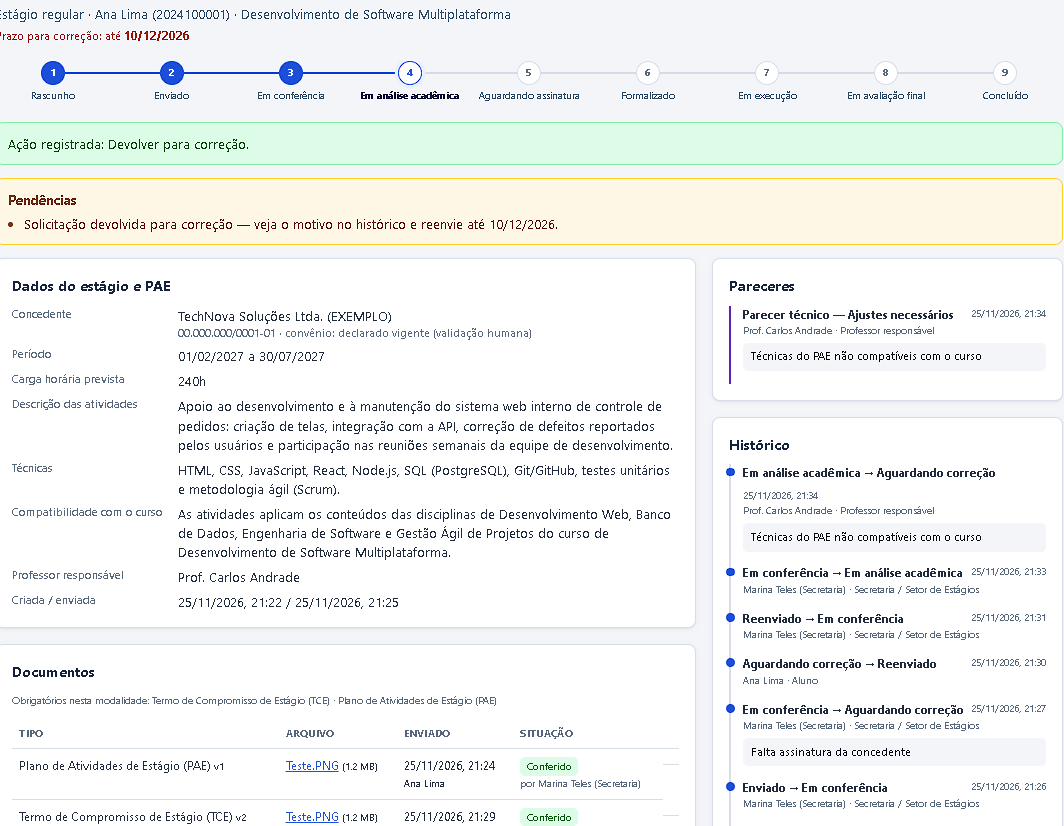 Estágio regular · Ana Lima (2024100001) · Desenvolvimento de Software Multiplataforma
Prazo para correção: até 10/12/2026
1 2 3 4 5 6 7 8 9
Rascunho Enviado Em conferência Em análise acadêmica Aguardando assinatura Formalizado Em execução Em avaliação final Concluído
Ação registrada: Devolver para correção.
Pendências
• Solicitação devolvida para correção — veja o motivo no histórico e reenvie até 10/12/2026.
Dados do estágio e PAE
Concedente TechNova Soluções Ltda. (EXEMPLO)
00.000.000/0001-01 · convênio: declarado vigente (validação humana)
Período 01/02/2027 a 30/07/2027
Carga horária prevista 240h
Descrição das atividades Apoio ao desenvolvimento e à manutenção do sistema web interno de controle de
pedidos: criação de telas, integração com a API, correção de defeitos reportados
pelos usuários e participação nas reuniões semanais da equipe de desenvolvimento.
Técnicas HTML, CSS, JavaScript, React, Node.js, SQL (PostgreSQL), Git/GitHub, testes unitários
e metodologia ágil (Scrum).
Compatibilidade com o curso As atividades aplicam os conteúdos das disciplinas de Desenvolvimento Web, Banco
de Dados, Engenharia de Software e Gestão Ágil de Projetos do curso de
Desenvolvimento de Software Multiplataforma.
Professor responsável Prof. Carlos Andrade
Criada / enviada 25/11/2026, 21:22 / 25/11/2026, 21:25
Documentos
Obrigatórios nesta modalidade: Termo de Compromisso de Estágio (TCE) · Plano de Atividades de Estágio (PAE)
TIPO ARQUIVO ENVIADO SITUAÇÃO
Plano de Atividades de Estágio (PAE) v1 Teste.PNG (1.2 MB) 25/11/2026, 21:24 Conferido
Ana Lima por Marina Teles (Secretaria)
Termo de Compromisso de Estágio (TCE) v2 Teste.PNG (1.2 MB) 25/11/2026, 21:29 Conferido
Pareceres
Parecer técnico — Ajustes necessários 25/11/2026, 21:34
Prof. Carlos Andrade · Professor responsável
Técnicas do PAE não compatíveis com o curso
Histórico
Em análise acadêmica → Aguardando correção
25/11/2026, 21:34
Prof. Carlos Andrade · Professor responsável
Técnicas do PAE não compatíveis com o curso
Em conferência → Em análise acadêmica 25/11/2026, 21:33
Marina Teles (Secretaria) · Secretaria / Setor de Estágios
Reenviado → Em conferência 25/11/2026, 21:31
Marina Teles (Secretaria) · Secretaria / Setor de Estágios
Aguardando correção → Reenviado 25/11/2026, 21:30
Ana Lima · Aluno
Em conferência → Aguardando correção 25/11/2026, 21:27
Marina Teles (Secretaria) · Secretaria / Setor de Estágios
Falta assinatura da concedente
Enviado → Em conferência 25/11/2026, 21:26
Marina Teles (Secretaria) · Secretaria / Setor de Estágios